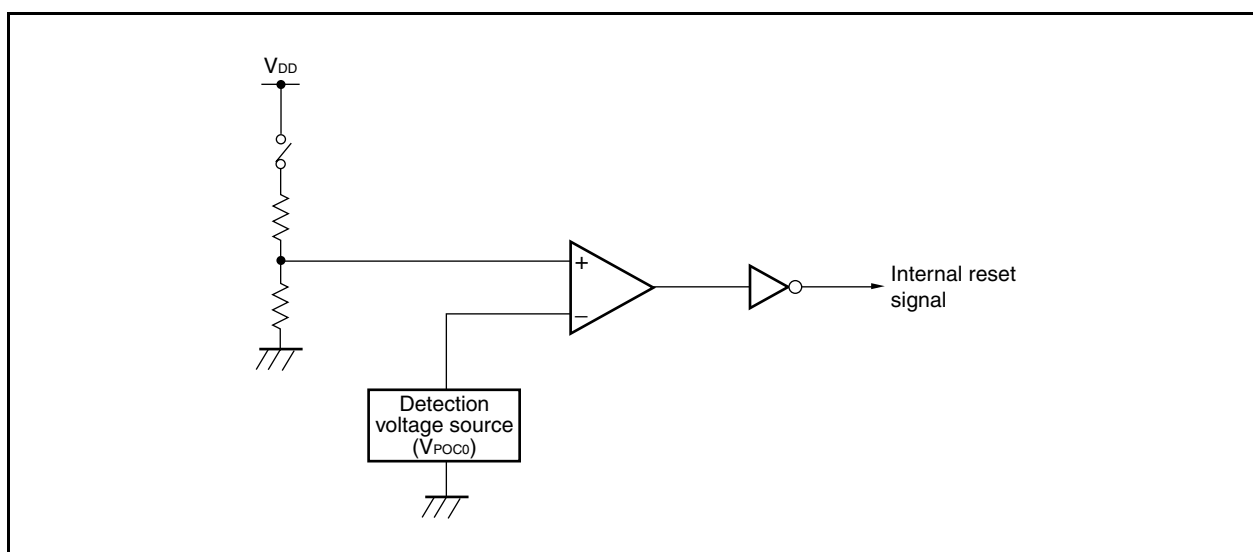 VDD
+
−
Internal reset
signal
Detection
voltage source
(VPOC0)